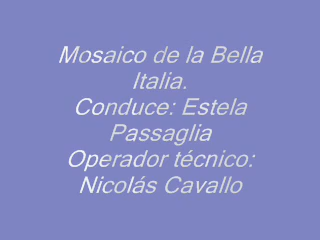 Mosaico de la Bella
Italia.
Conduce: Estela
Passaglia
Operador técnico:
Nicolás Cavallo